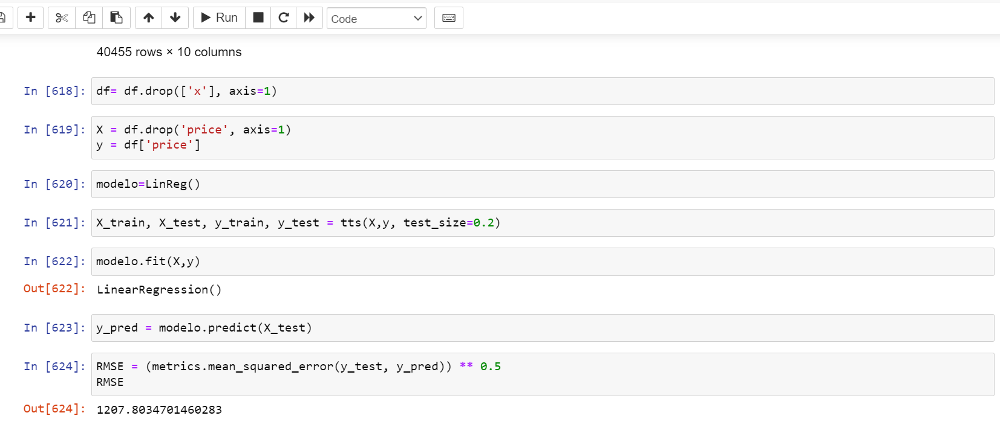 Run
Code
40455 rows × 10 columns
In [618]: df= df.drop(['x'], axis=1)
In [619]: X = df.drop('price', axis=1)
y = df['price']
In [620]: modelo=LinReg()
In [621]: X_train, X_test, y_train, y_test = tts(X,y, test_size=0.2)
In [622]: modelo.fit(X,y)
Out[622]: LinearRegression()
In [623]: y_pred = modelo.predict(X_test)
In [624]: RMSE = (metrics.mean_squared_error(y_test, y_pred)) ** 0.5
RMSE
Out[624]: 1207.8034701460283